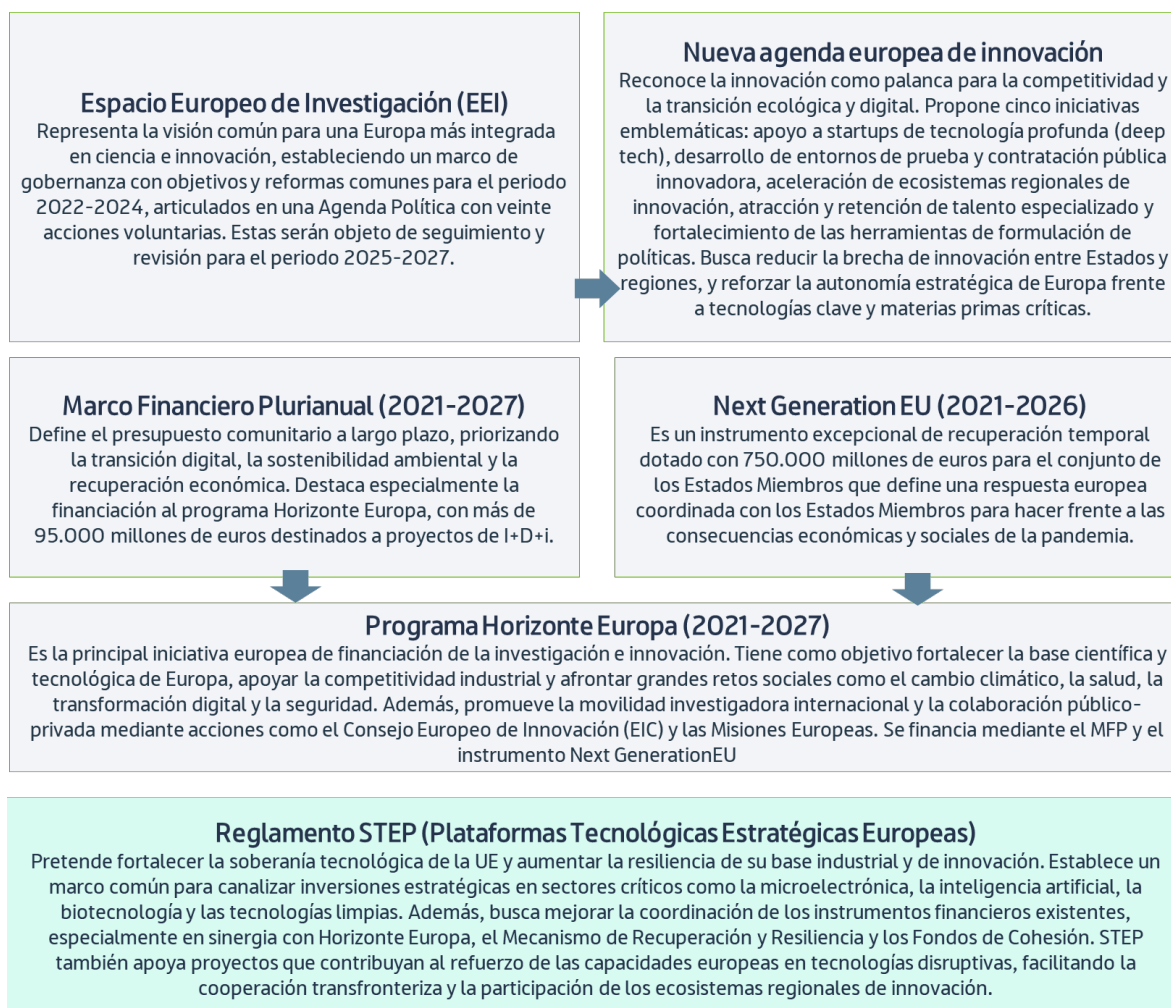 Espacio Europeo de Investigación (EEI)
Representa la visión común para una Europa más integrada
en ciencia e innovación, estableciendo un marco de
gobernanza con objetivos y reformas comunes para el periodo
2022-2024, articulados en una Agenda Política con veinte
acciones voluntarias. Estas serán objeto de seguimiento y
revisión para el periodo 2025-2027.
Nueva agenda europea de innovación
Reconoce la innovación como palanca para la competitividad y
la transición ecológica y digital. Propone cinco iniciativas
emblemáticas: apoyo a startups de tecnología profunda (deep
tech), desarrollo de entornos de prueba y contratación pública
innovadora, aceleración de ecosistemas regionales de
innovación, atracción y retención de talento especializado y
fortalecimiento de las herramientas de formulación de
políticas. Busca reducir la brecha de innovación entre Estados y
regiones, y reforzar la autonomía estratégica de Europa frente
a tecnologías clave y materias primas críticas.
Marco Financiero Plurianual (2021-2027)
Define el presupuesto comunitario a largo plazo, priorizando
la transición digital, la sostenibilidad ambiental y la
recuperación económica. Destaca especialmente la
financiación al programa Horizonte Europa, con más de
95.000 millones de euros destinados a proyectos de I+D+i.
Next Generation EU (2021-2026)
Es un instrumento excepcional de recuperación temporal
dotado con 750.000 millones de euros para el conjunto de
los Estados Miembros que define una respuesta europea
coordinada con los Estados Miembros para hacer frente a las
consecuencias económicas y sociales de la pandemia.
Programa Horizonte Europa (2021-2027)
Es la principal iniciativa europea de financiación de la investigación e innovación. Tiene como objetivo fortalecer la base científica y
tecnológica de Europa, apoyar la competitividad industrial y afrontar grandes retos sociales como el cambio climático, la salud, la
transformación digital y la seguridad. Además, promueve la movilidad investigadora internacional y la colaboración público-
privada mediante acciones como el Consejo Europeo de Innovación (EIC) y las Misiones Europeas. Se financia mediante el MFP y el
instrumento Next GenerationEU
Reglamento STEP (Plataformas Tecnológicas Estratégicas Europeas)
Pretende fortalecer la soberanía tecnológica de la UE y aumentar la resiliencia de su base industrial y de innovación. Establece un
marco común para canalizar inversiones estratégicas en sectores críticos como la microelectrónica, la inteligencia artificial, la
biotecnología y las tecnologías limpias. Además, busca mejorar la coordinación de los instrumentos financieros existentes,
especialmente en sinergia con Horizonte Europa, el Mecanismo de Recuperación y Resiliencia y los Fondos de Cohesión. STEP
también apoya proyectos que contribuyan al refuerzo de las capacidades europeas en tecnologías disruptivas, facilitando la
cooperación transfronteriza y la participación de los ecosistemas regionales de innovación.